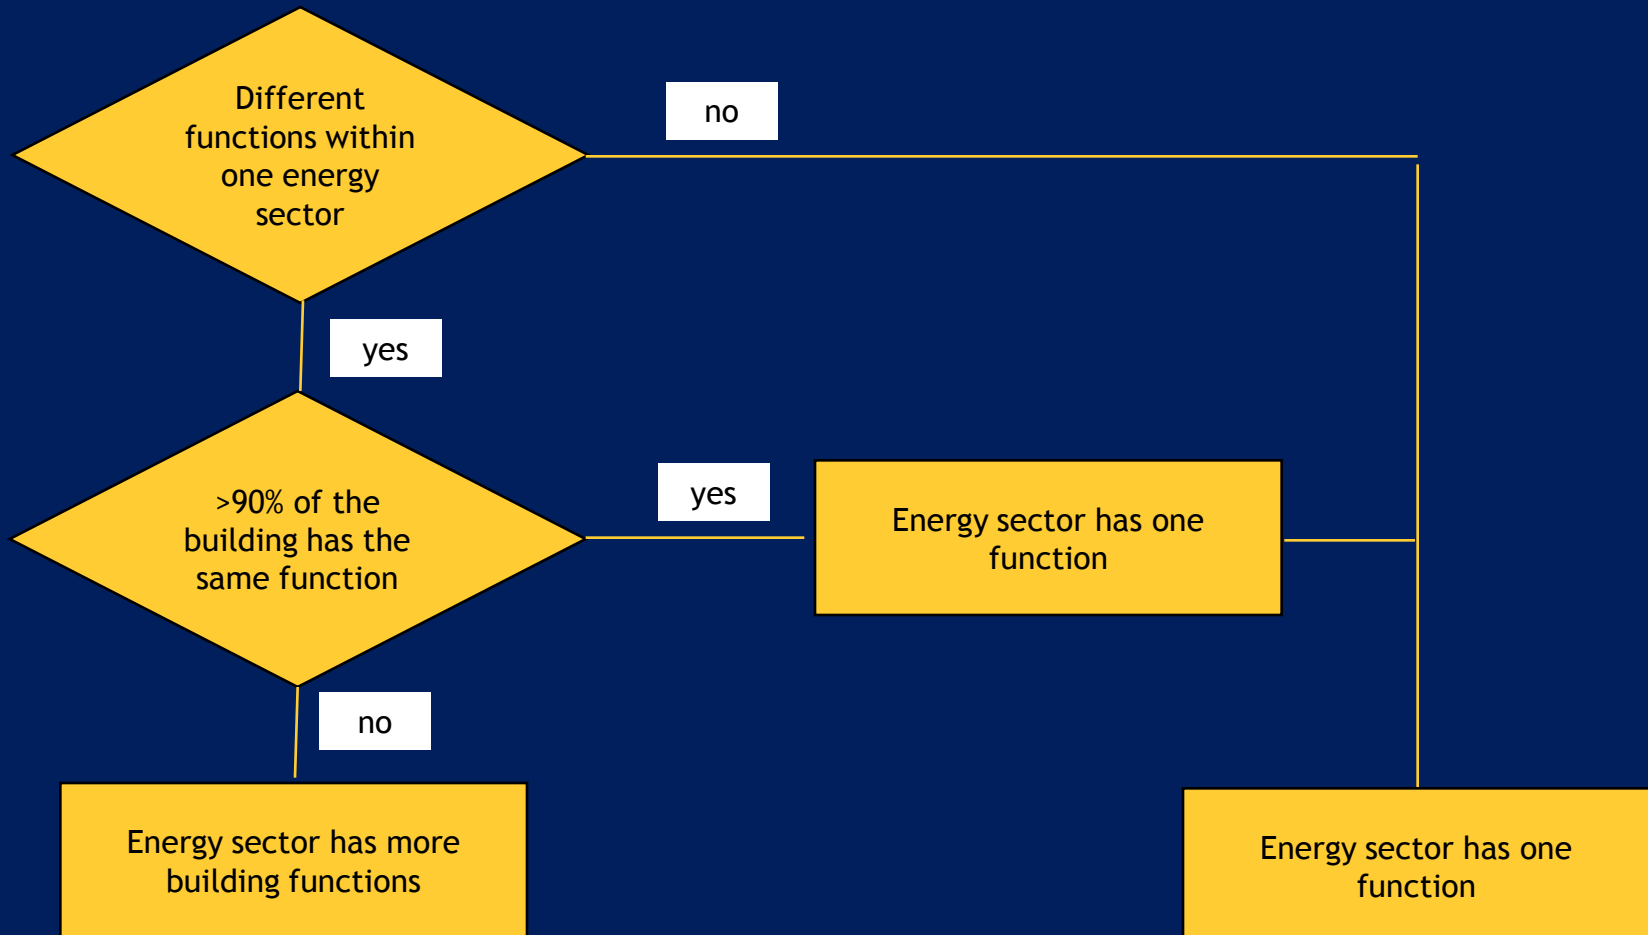 Different
functions within
one energy
sector
no
yes
>90% of the
building has the
same function
yes
Energy sector has one
function
no
Energy sector has more
building functions
Energy sector has one
function